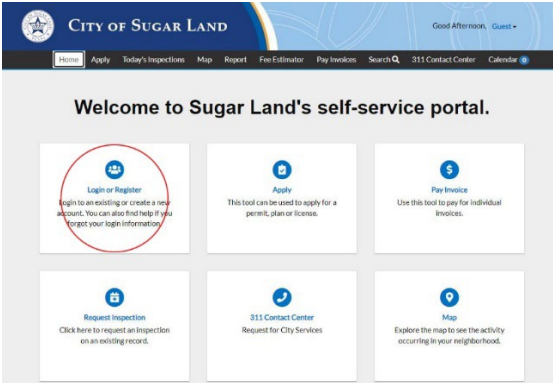 CITY OF SUGAR LAND
Good Afternoon, Guest
Home Apply Today's Inspections Map Report Fee Estimator Pay Invoices Search 311 Contact Center Calendar 0
Welcome to Sugar Land's self-service portal.
Login or Register
Login to an existing or create a new
account. You can also find help if you
forgot your login information.
Apply
This tool can be used to apply for a
permit, plan or license.
Pay Invoice
Use this tool to pay for individual
invoices.
Request Inspection
Click here to request an inspection
on an existing record.
311 Contact Center
Request for City Services
Map
Explore the map to see the activity
occurring in your neighborhood.